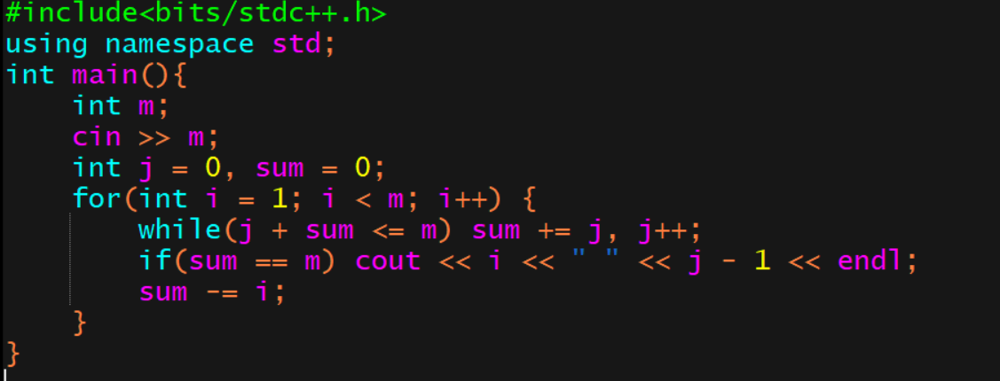 #include<bits/stdc++.h>
using namespace std;
int main(){
    int m;
    cin >> m;
    int j = 0, sum = 0;
    for(int i = 1; i < m; i++) {
        while(j + sum <= m) sum += j, j++;
        if(sum == m) cout << i << " " << j - 1 << endl;
        sum -= i;
    }
}